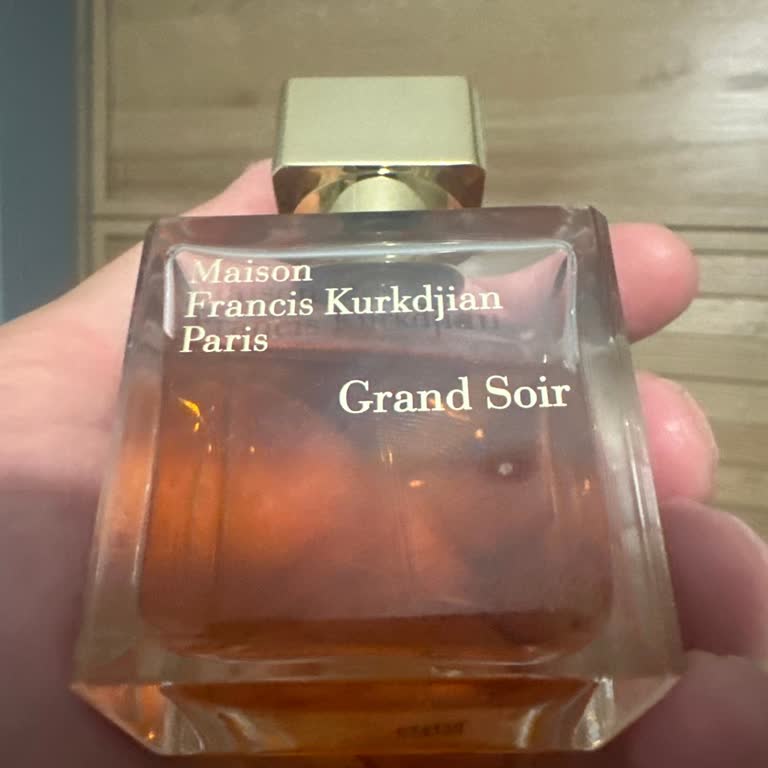 Maison
Francis Kurkdjian
Paris
Grand Soir